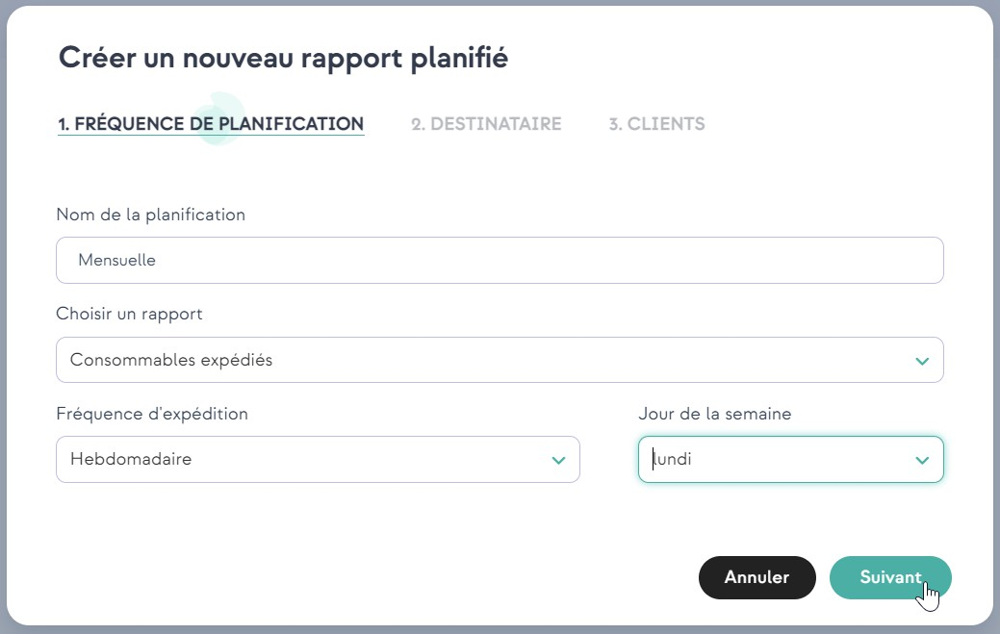 Créer un nouveau rapport planifié
1. FRÉQUENCE DE PLANIFICATION 2. DESTINATAIRE 3. CLIENTS
Nom de la planification
Mensuelle
Choisir un rapport
Consommables expédiés
Fréquence d'expédition Jour de la semaine
Hebdomadaire lundi
Annuler Suivant